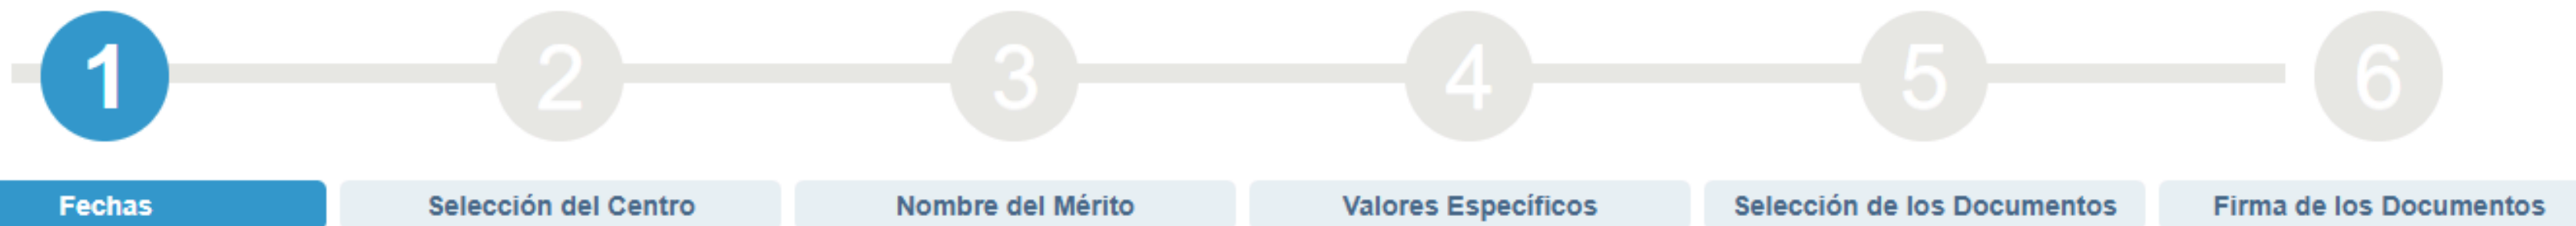 1 2 3 4 5 6
Fechas Selección del Centro Nombre del Mérito Valores Específicos Selección de los Documentos Firma de los Documentos